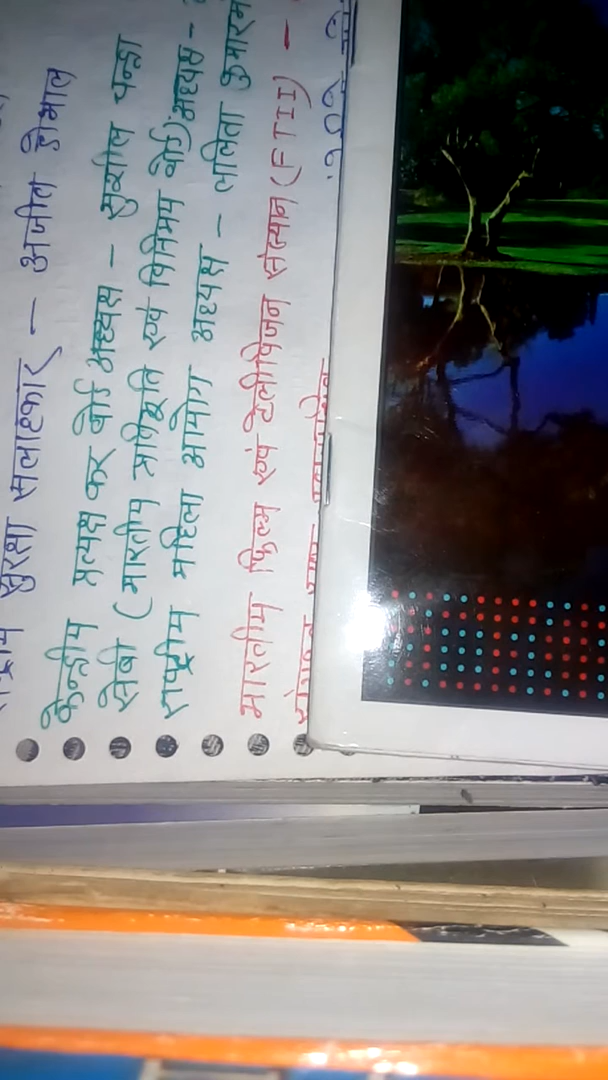 सुरक्षा सलाहकार – अजीत डोभाल
केन्द्रीय प्रत्यक्ष कर बोर्ड अध्यक्ष – सुशील चन्द्रा
सेबी (भारतीय प्रतिभूति एवं विनिमय बोर्ड) अध्यक्ष –
राष्ट्रीय महिला आयोग अध्यक्ष – ललिता कुमारम
भारतीय फिल्म एवं टेलीविजन संस्थान (FTII) –